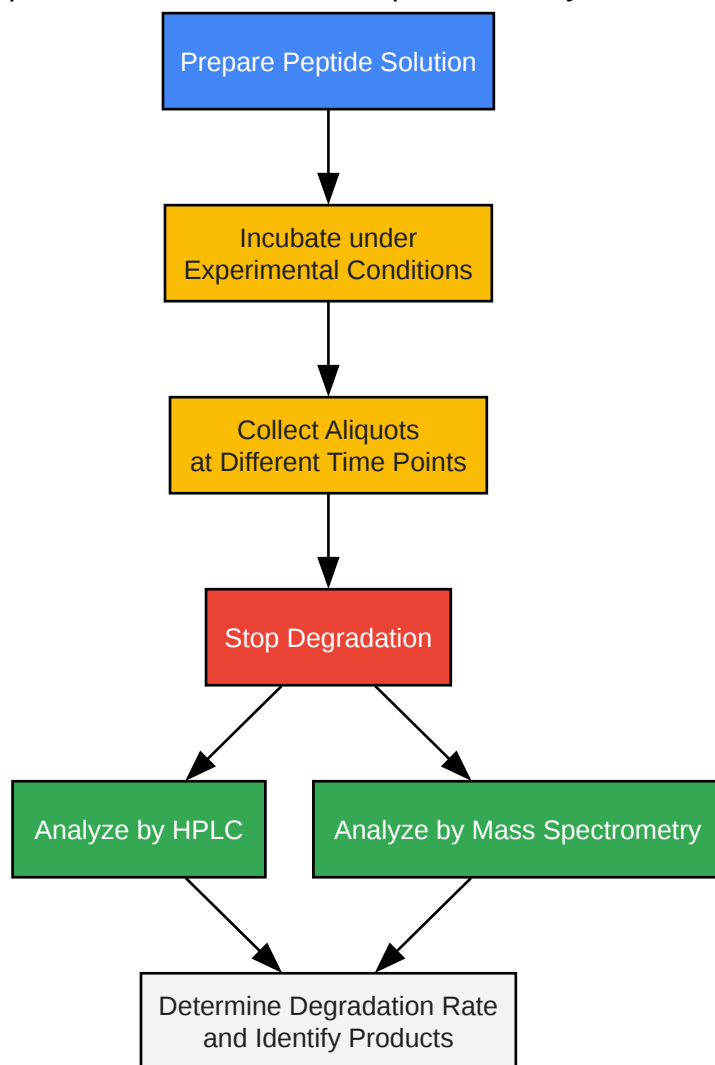 Prepare Peptide Solution
Incubate under
Experimental Conditions
Collect Aliquots
at Different Time Points
Stop Degradation
Analyze by HPLC
Analyze by Mass Spectrometry
Determine Degradation Rate
and Identify Products